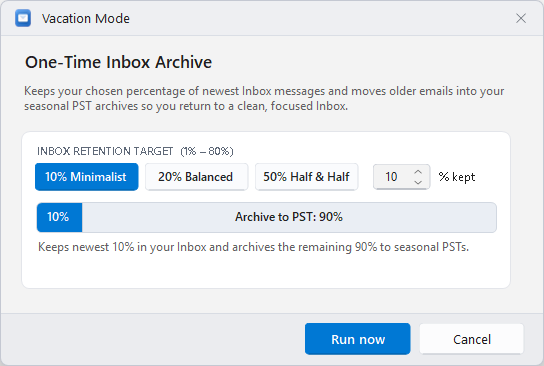 Vacation Mode
One-Time Inbox Archive
Keeps your chosen percentage of newest Inbox messages and moves older emails into your
seasonal PST archives so you return to a clean, focused Inbox.
INBOX RETENTION TARGET (1% – 80%)
10% Minimalist 20% Balanced 50% Half & Half 10 % kept
10% Archive to PST: 90%
Keeps newest 10% in your Inbox and archives the remaining 90% to seasonal PSTs.
Run now Cancel